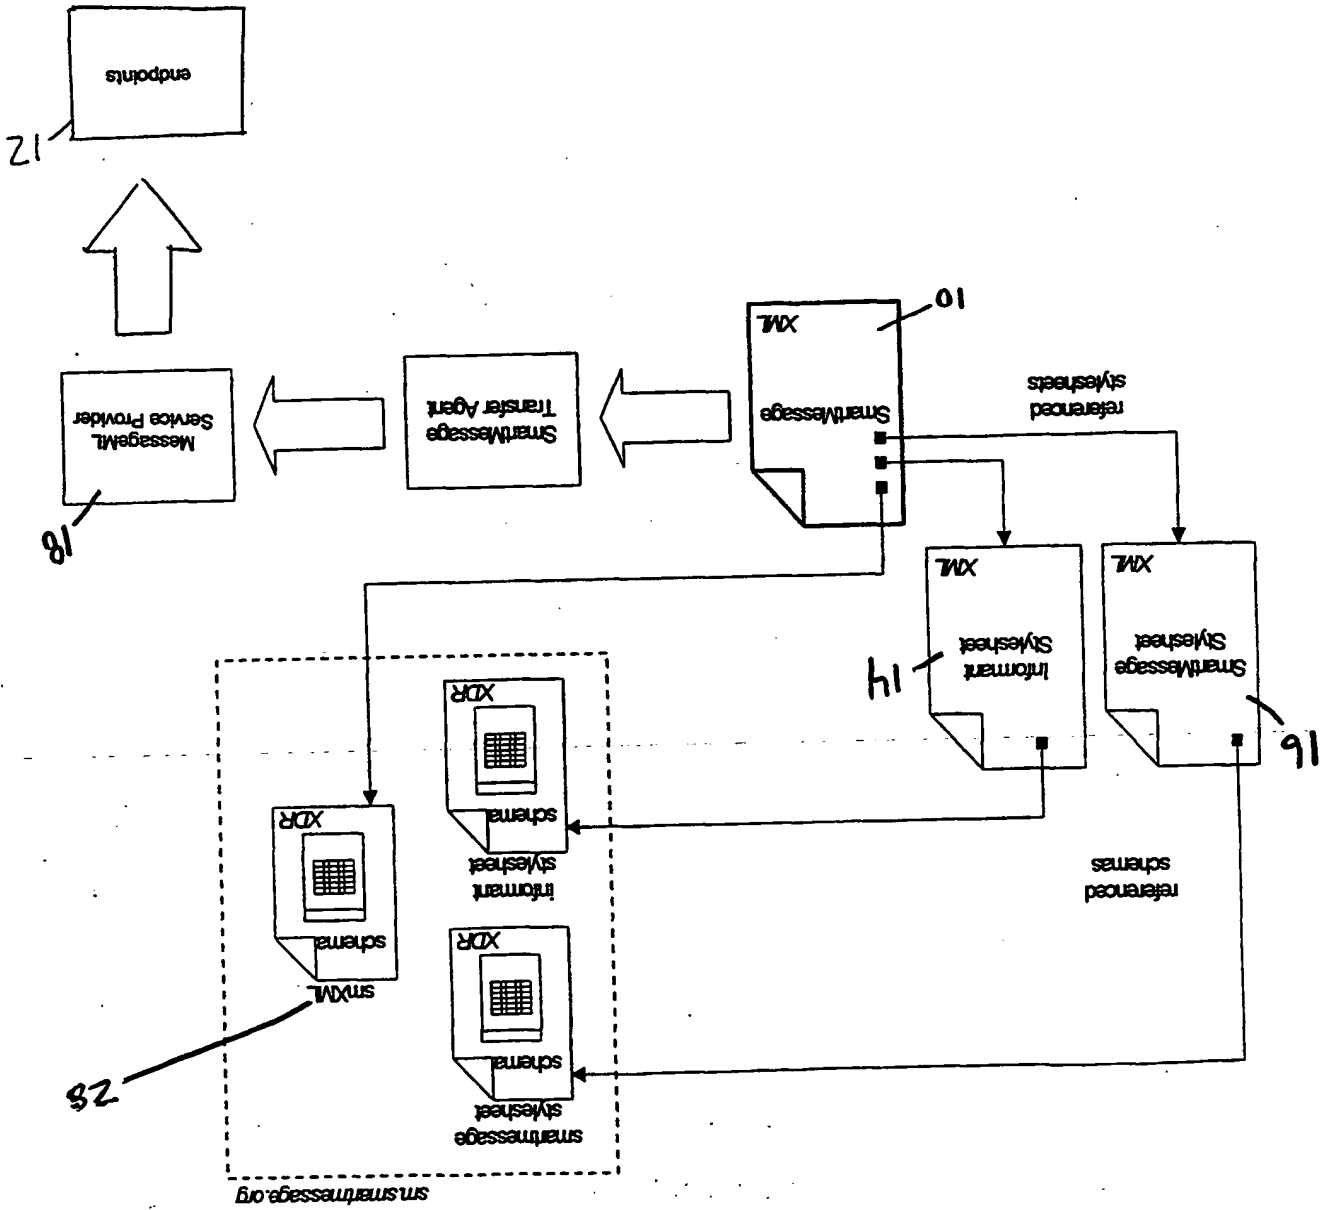 sm.smartmessage.org
smartmessage
stylesheet
schema
XDR
28
smXML
schema
XDR
referenced
schemas
informant
stylesheet
schema
XDR
16
SmartMessage
Stylesheet
XML
14
Informant
Stylesheet
XML
referenced
stylesheets
SmartMessage
XML
10
SmartMessage
Transfer Agent
18
MessageML
Service Provider
12
endpoints